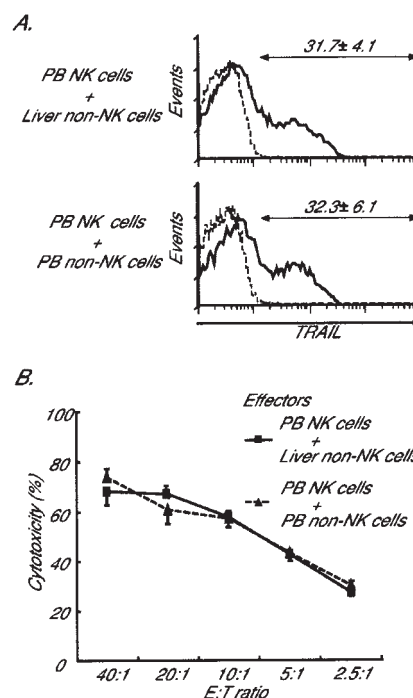 A.
PB NK cells
+
Liver non-NK cells
Events
31.7± 4.1
PB NK cells
+
PB non-NK cells
Events
32.3± 6.1
TRAIL
B.
Cytotoxicity (%)
100
80
60
40
20
0
40:1
20:1
10:1
5:1
2.5:1
E:T ratio
Effectors
PB NK cells
+
Liver non-NK cells
PB NK cells
+
PB non-NK cells